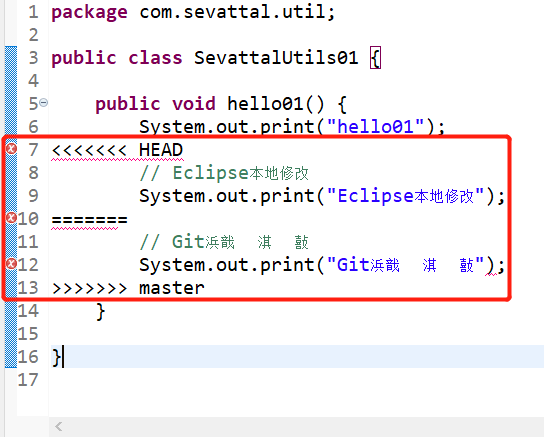 1 package com.sevattal.util;
2
3 public class SevattalUtils01 {
4
5 public void hello01() {
6 System.out.print("hello01");
7 <<<<<<< HEAD
8 // Eclipse本地修改
9 System.out.print("Eclipse本地修改");
10 =======
11 // Git浜戠 淇 敼
12 System.out.print("Git浜戠 淇 敼");
13 >>>>>>> master
14 }
15
16 }
17